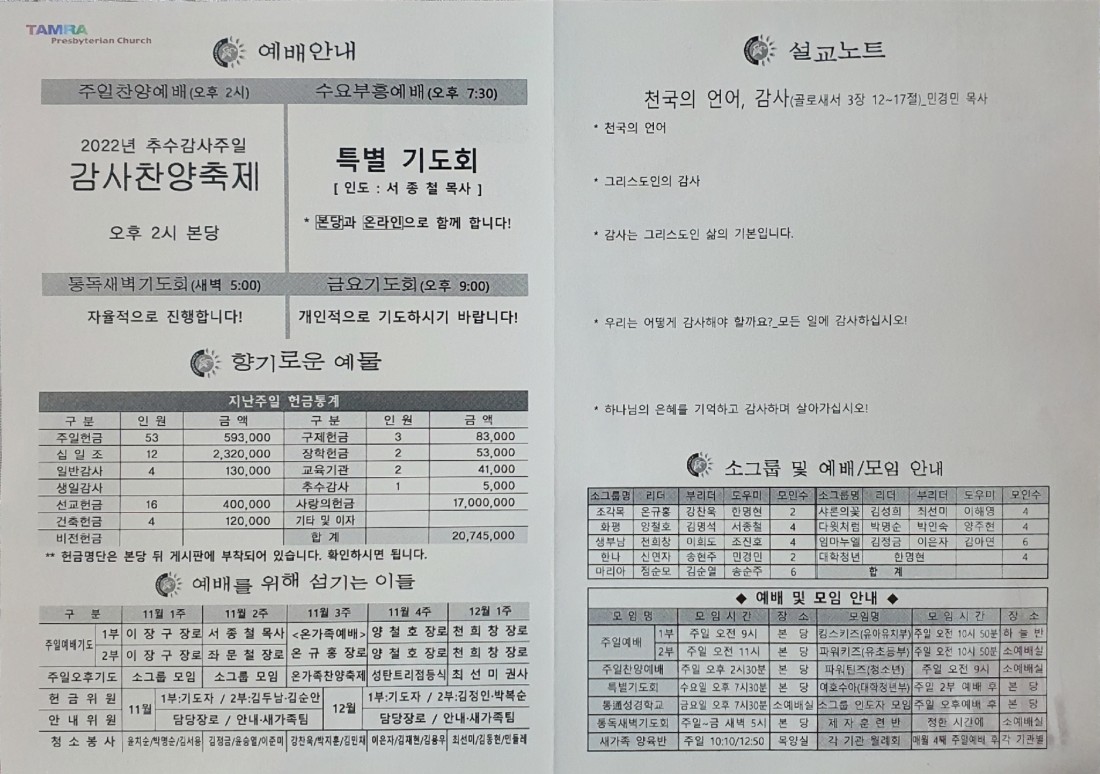 TAMRA
Presbyterian Church
예배안내
주일찬양예배(오후 2시) 수요부흥예배(오후 7:30)
2022년 추수감사주일
감사찬양축제
오후 2시 본당
특별 기도회
[ 인도 : 서 종 철 목사 ]
* 본당과 온라인으로 함께 합니다!
통독새벽기도회(새벽 5:00) 금요기도회(오후 9:00)
자율적으로 진행합니다! 개인적으로 기도하시기 바랍니다!
향기로운 예물
지난주일 헌금통계
구 분 인 원 금 액 구 분 인 원 금 액
주일헌금 53 593,000 구제헌금 3 83,000
십 일 조 12 2,320,000 장학헌금 2 53,000
일반감사 4 130,000 교육기관 2 41,000
생일감사 추수감사 1 5,000
선교헌금 16 400,000 사랑의헌금 17,000,000
건축헌금 4 120,000 기타 및 이자
비전헌금 합 계 20,745,000
** 헌금명단은 본당 뒤 게시판에 부착되어 있습니다. 확인하시면 됩니다.
예배를 위해 섬기는 이들
구 분 11월 1주 11월 2주 11월 3주 11월 4주 12월 1주
주일예배기도 1부 이 장 구 장로 서 종 철 목사 <온가족예배> 양 철 호 장로 천 희 창 장로
2부 이 장 구 장로 좌 문 철 장로 온 규 홍 장로 양 철 호 장로 천 희 창 장로
주일오후기도 소그룹 모임 소그룹 모임 온가족찬양축제 성탄트리점등식 최 선 미 권사
헌 금 위 원 11월 1부:기도자 / 2부:김두남·김순안 12월 1부:기도자 / 2부:김정인·박복순
안 내 위 원 담당장로 / 안내·새가족팀 담당장로 / 안내·새가족팀
청 소 봉 사 윤치순/박명순/김서용 김정금/윤승열/이준미 강찬욱/박지훈/김민채 이은자/김재현/김용우 최선미/김동현/민들레
설교노트
천국의 언어, 감사(골로새서 3장 12~17절)_민경민 목사
* 천국의 언어
* 그리스도인의 감사
* 감사는 그리스도인 삶의 기본입니다.
* 우리는 어떻게 감사해야 할까요?_모든 일에 감사하십시오!
* 하나님의 은혜를 기억하고 감사하며 살아가십시오!
소그룹 및 예배/모임 안내
소그룹명 리더 부리더 도우미 모인수 소그룹명 리더 부리더 도우미 모인수
조각목 온규홍 강찬욱 한명현 2 샤론의꽃 김성희 최선미 이해영 4
화평 양철호 김명석 서종철 4 다윗처럼 박명순 박인숙 양주현 4
생부남 천희창 이희도 조진호 4 임마누엘 김정금 이은자 김아연 6
한나 신연자 송현주 민경민 2 대학청년 한명현 4
마리아 정순모 김순열 송순주 6 합 계
◆ 예배 및 모임 안내 ◆
모 임 명 모 임 시 간 장 소 모임명 모 임 시 간 장 소
주일예배 1부 주일 오전 9시 본 당 킹스키즈(유아유치부) 주일 오전 10시 50분 하 늘 반
2부 주일 오전 11시 본 당 파워키즈(유초등부) 주일 오전 10시 50분 소예배실
주일찬양예배 주일 오후 2시30분 본 당 파워틴즈(청소년) 주일 오전 9시 소예배실
특별기도회 수요일 오후 7시30분 본 당 여호수아(대학청년부) 주일 2부 예배 후 본 당
통通성경학교 금요일 오후 7시30분 소예배실 소그룹 인도자 모임 주일 오후예배 후 본 당
통독새벽기도회 주일~금 새벽 5시 본 당 제 자 훈 련 반 정한 시간에 소예배실
새가족 양육반 주일 10:10/12:50 목양실 각 기관 월례회 매월 4째 주일예배 후 각 기관별